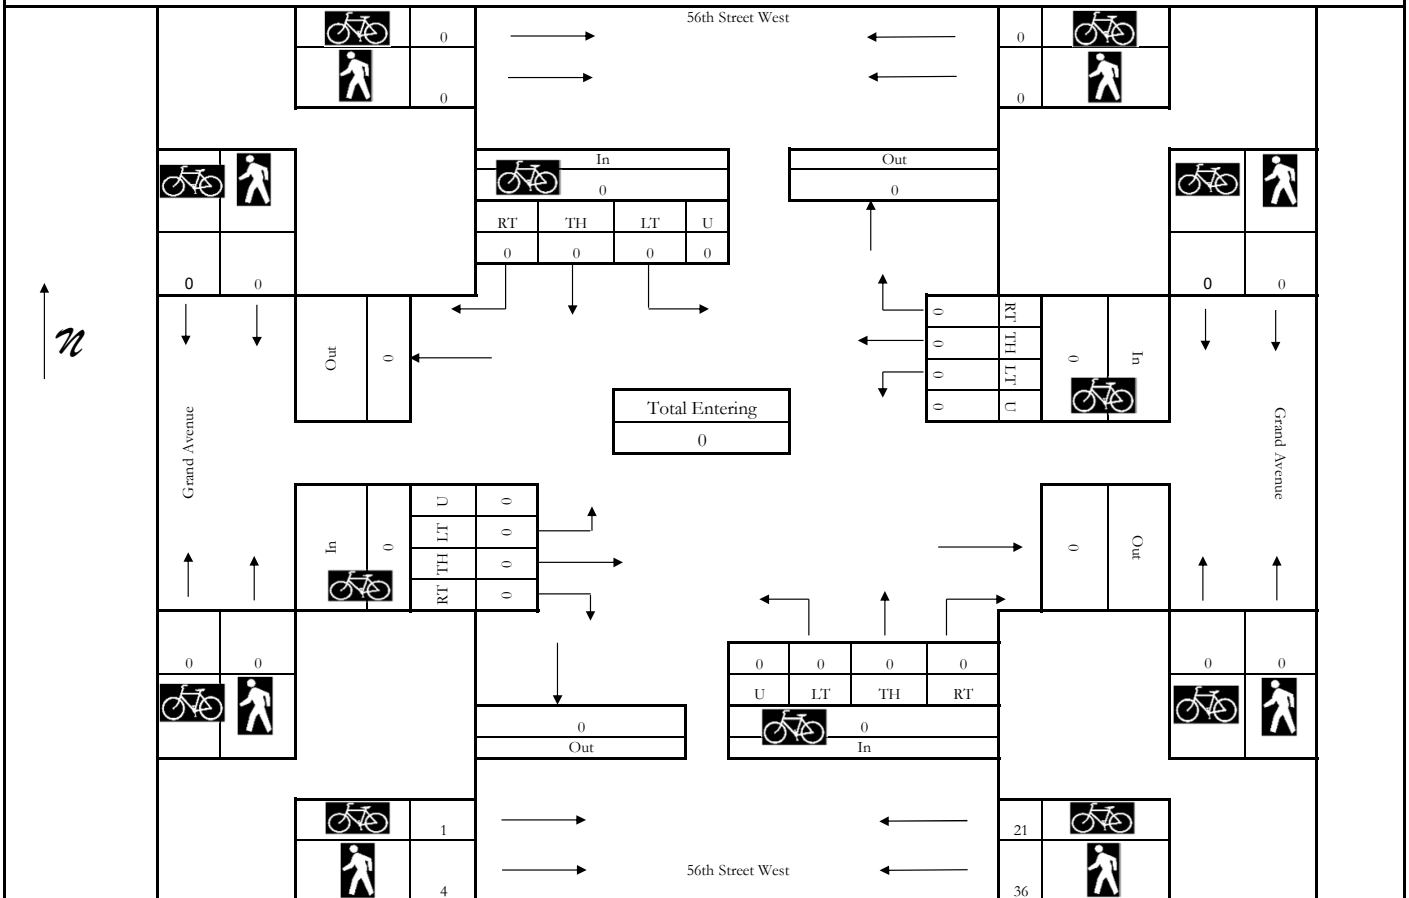 56th Street West
0 0
0 0
In Out
0 0
RT TH LT U
0 0 0 0
0 0 0 0
0 RT
0 TH
0 LT
0 U
0 In
Out 0
N
Total Entering
0
Grand Avenue
Grand Avenue
In 0
U 0
LT 0
TH 0
RT 0
0 Out
0 0 0 0 0 0 0 0
U LT TH RT
0 0
Out In
1 21
56th Street West
4 36